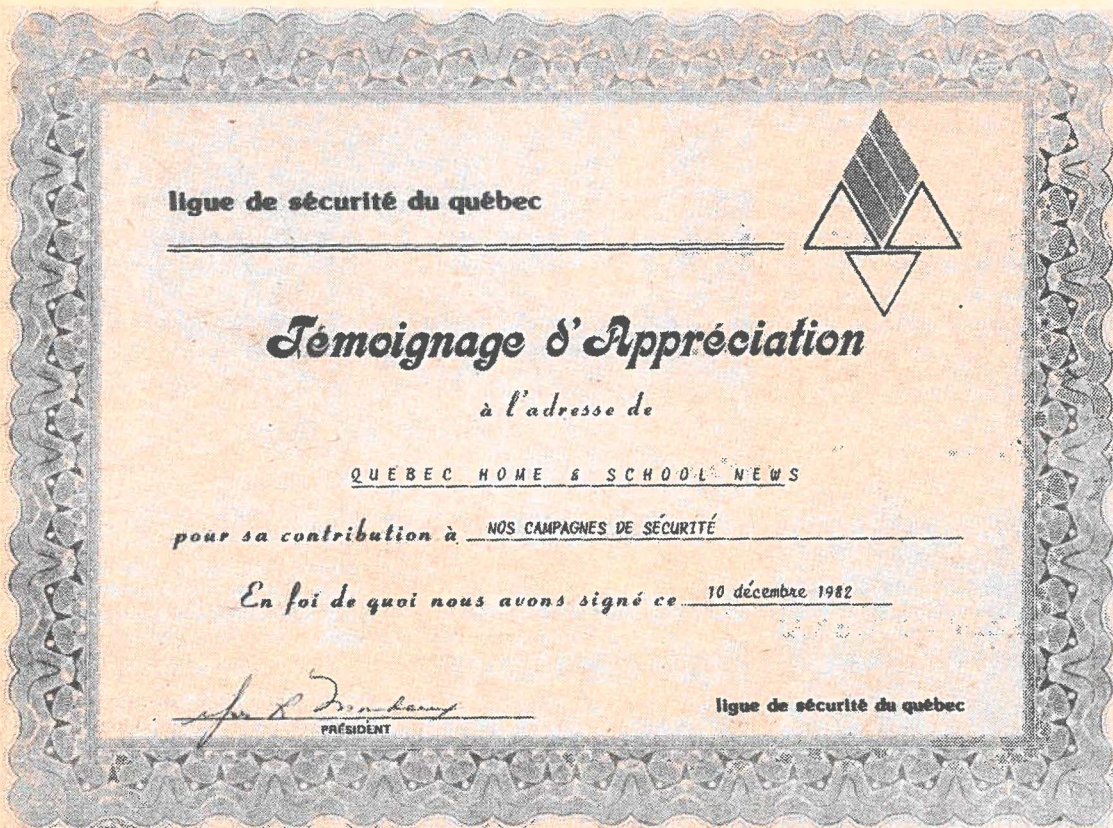 ligue de sécurité du québec
Témoignage d'Appréciation
à l'adresse de
QUEBEC HOME & SCHOOL NEWS
pour sa contribution à NOS CAMPAGNES DE SÉCURITÉ
En foi de quoi nous avons signé ce 10 décembre 1982
PRÉSIDENT
ligue de sécurité du québec